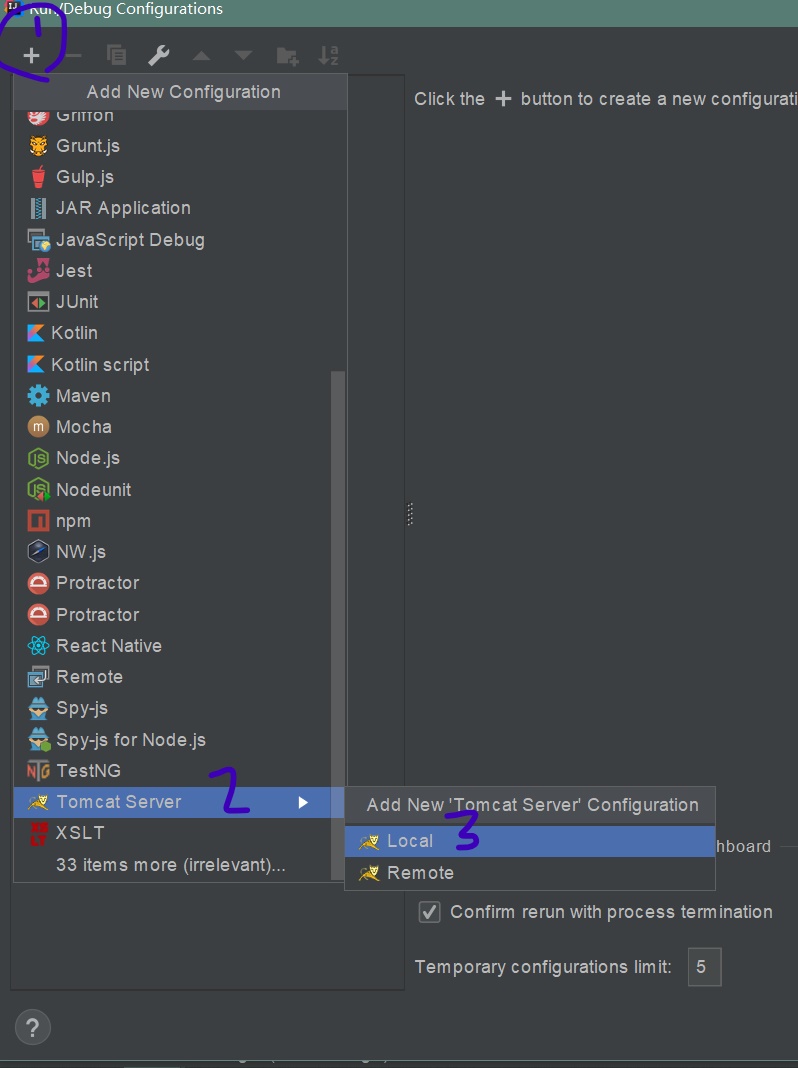 Run/Debug Configurations
1
Add New Configuration
Click the + button to create a new configurati
Griffon
Grunt.js
Gulp.js
JAR Application
JavaScript Debug
Jest
JUnit
Kotlin
Kotlin script
Maven
Mocha
Node.js
Nodeunit
npm
NW.js
Protractor
Protractor
React Native
Remote
Spy-js
Spy-js for Node.js
TestNG
Tomcat Server 2
Add New 'Tomcat Server' Configuration
XSLT
Local 3
hboard
33 items more (irrelevant)...
Remote
Confirm rerun with process termination
Temporary configurations limit: 5
?